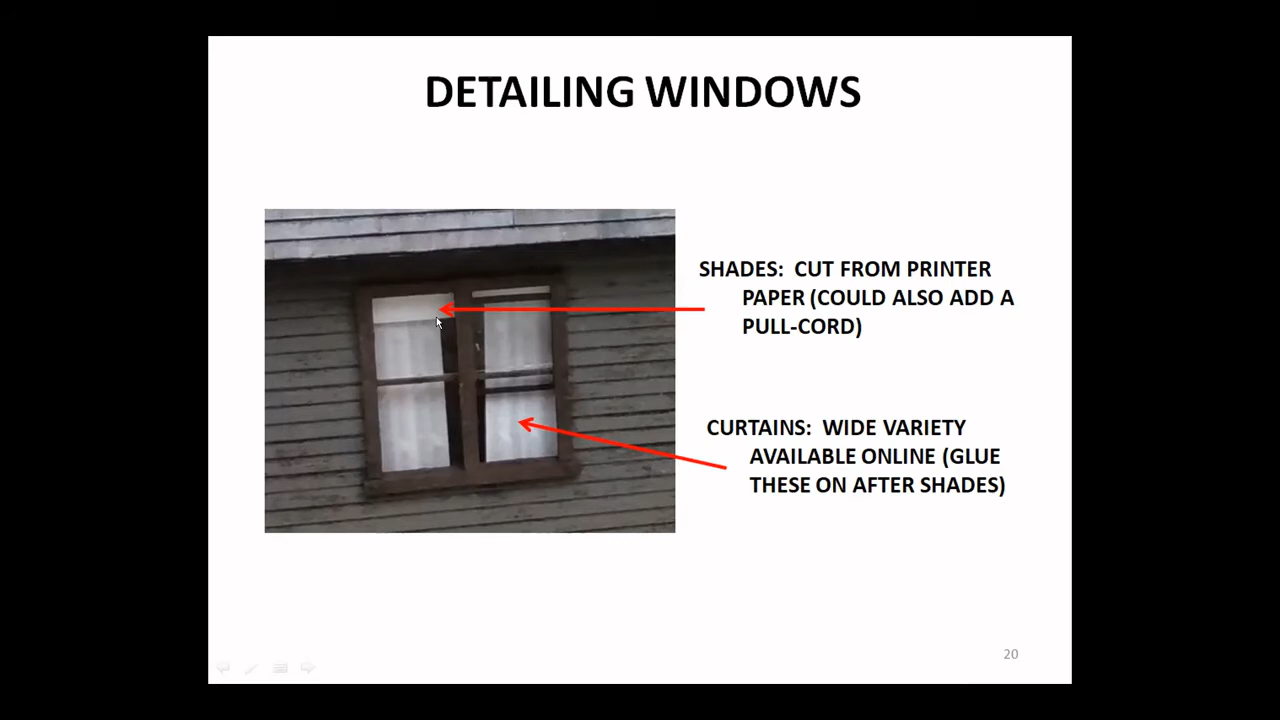 DETAILING WINDOWS
SHADES:  CUT FROM PRINTER
PAPER (COULD ALSO ADD A
PULL-CORD)
CURTAINS:  WIDE VARIETY
AVAILABLE ONLINE (GLUE
THESE ON AFTER SHADES)
20